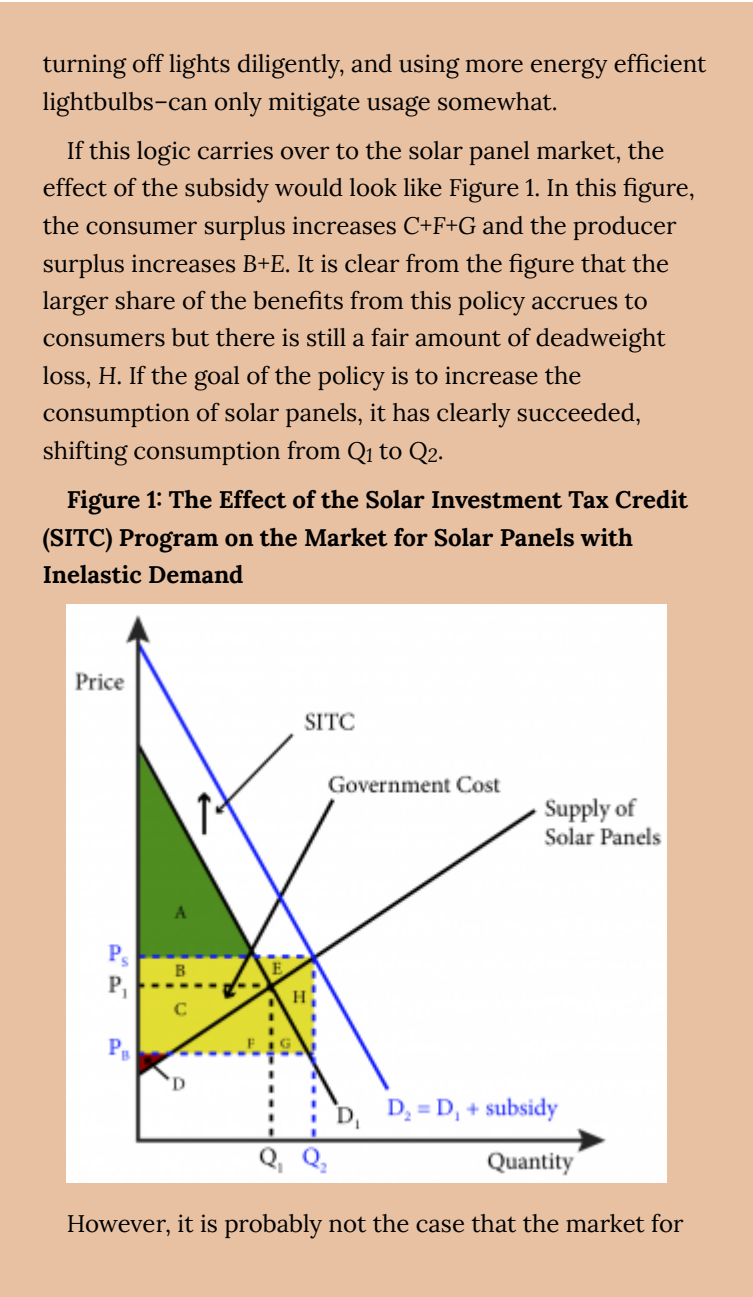 turning off lights diligently, and using more energy efficient
lightbulbs–can only mitigate usage somewhat.
If this logic carries over to the solar panel market, the
effect of the subsidy would look like Figure 1. In this figure,
the consumer surplus increases C+F+G and the producer
surplus increases B+E. It is clear from the figure that the
larger share of the benefits from this policy accrues to
consumers but there is still a fair amount of deadweight
loss, H. If the goal of the policy is to increase the
consumption of solar panels, it has clearly succeeded,
shifting consumption from Q1 to Q2.
Figure 1: The Effect of the Solar Investment Tax Credit
(SITC) Program on the Market for Solar Panels with
Inelastic Demand
Price
SITC
Government Cost
Supply of
Solar Panels
A
Ps
B
E
P1
H
C
F
G
PB
D
D1
D2 = D1 + subsidy
Q1
Q2
Quantity
However, it is probably not the case that the market for